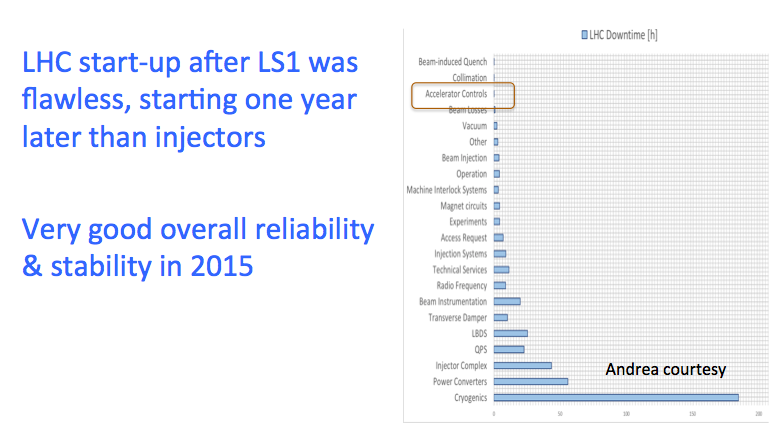 LHC start-up after LS1 was
flawless, starting one year
later than injectors
Very good overall reliability
& stability in 2015
LHC Downtime [h]
Beam-induced Quench
Collimation
Accelerator Controls
Beam Losses
Vacuum
Other
Beam Injection
Operation
Machine Interlock Systems
Magnet circuits
Experiments
Access Request
Injection Systems
Technical Services
Radio Frequency
Beam Instrumentation
Transverse Damper
LBDS
QPS
Injector Complex
Power Converters
Cryogenics
Andrea courtesy
0 50 100 150 200